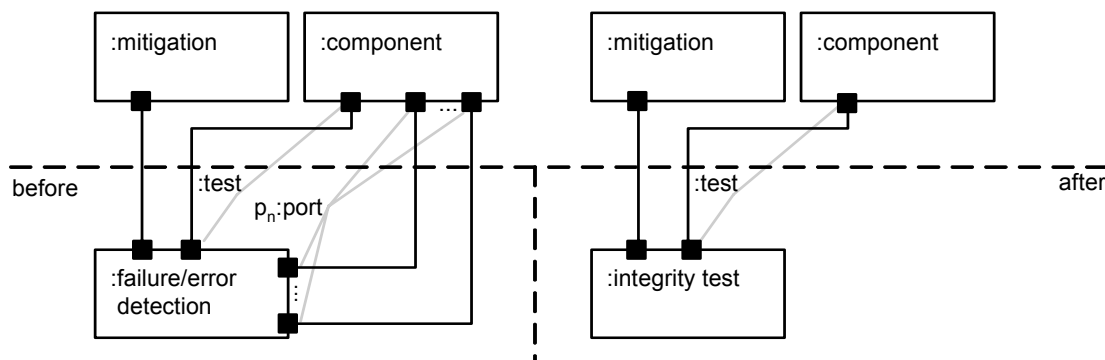 :mitigation
:component
:mitigation
:component
...
before
:test
:test
after
pn:port
:failure/error
detection
...
:integrity test